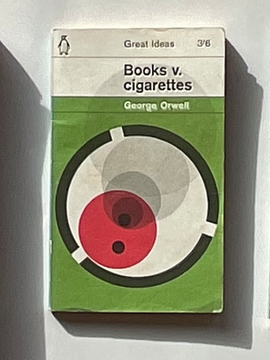 Great Ideas 3'6
Books v.
cigarettes
George Orwell